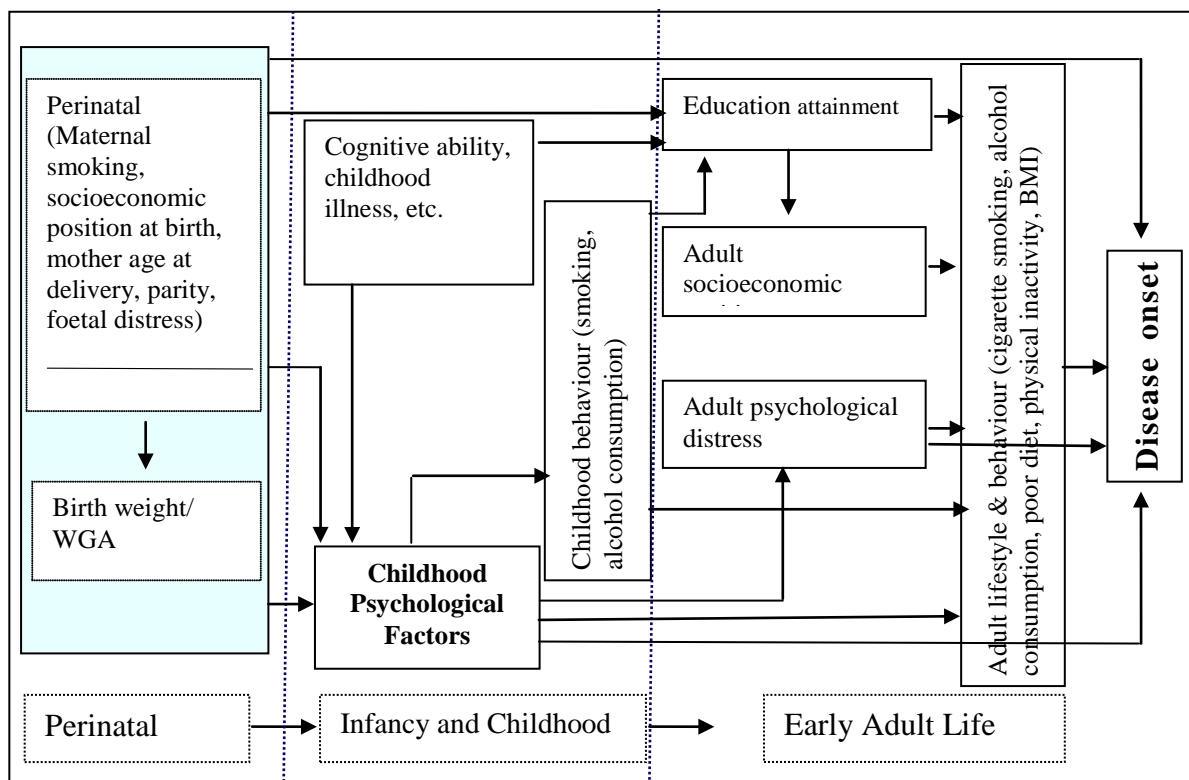 Perinatal
(Maternal
smoking,
socioeconomic
position at birth,
mother age at
delivery, parity,
foetal distress)
Birth weight/
WGA
Cognitive ability,
childhood
illness, etc.
Childhood
Psychological
Factors
Childhood behaviour (smoking,
alcohol consumption)
Education attainment
Adult
socioeconomic
Adult psychological
distress
Adult lifestyle & behaviour (cigarette smoking, alcohol
consumption, poor diet, physical inactivity, BMI)
Disease onset
Perinatal
Infancy and Childhood
Early Adult Life